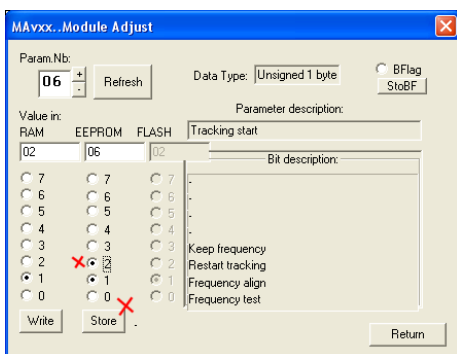 MAvxx..Module Adjust
Param.Nb:
06 + - Refresh
Data Type: Unsigned 1 byte
BFlag
StoBF
Value in:
RAM EEPROM FLASH
02 06 02
Parameter description:
Tracking start
Bit description:
7 7 7 -
6 6 6 -
5 5 5 -
4 4 4 -
3 3 3 Keep frequency
2 2 2 Restart tracking
1 1 1 Frequency align
0 0 0 Frequency test
Write Store .
Return